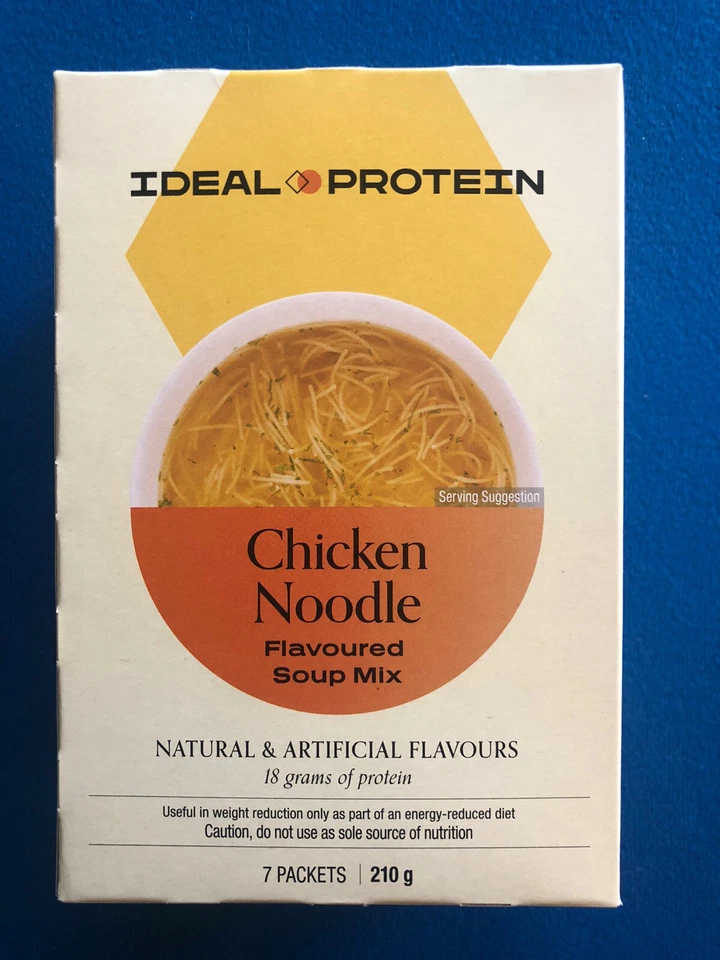 IDEAL PROTEIN
Serving Suggestion
Chicken
Noodle
Flavoured
Soup Mix
NATURAL & ARTIFICIAL FLAVOURS
18 grams of protein
Useful in weight reduction only as part of an energy-reduced diet
Caution, do not use as sole source of nutrition
7 PACKETS | 210 g